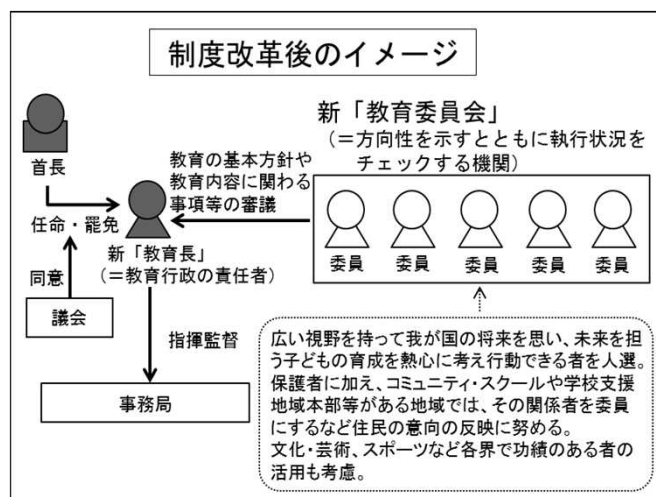 制度改革後のイメージ
首長
任命・罷免
同意
議会
教育の基本方針や
教育内容に関わる
事項等の審議
新「教育長」
(=教育行政の責任者)
指揮監督
事務局
新「教育委員会」
(=方向性を示すとともに執行状況を
チェックする機関)
委員 委員 委員 委員 委員
広い視野を持って我が国の将来を思い、未来を担
う子どもの育成を熱心に考え行動できる者を人選。
保護者に加え、コミュニティ・スクールや学校支援
地域本部等がある地域では、その関係者を委員
にするなど住民の意向の反映に努める。
文化・芸術、スポーツなど各界で功績のある者の
活用も考慮。